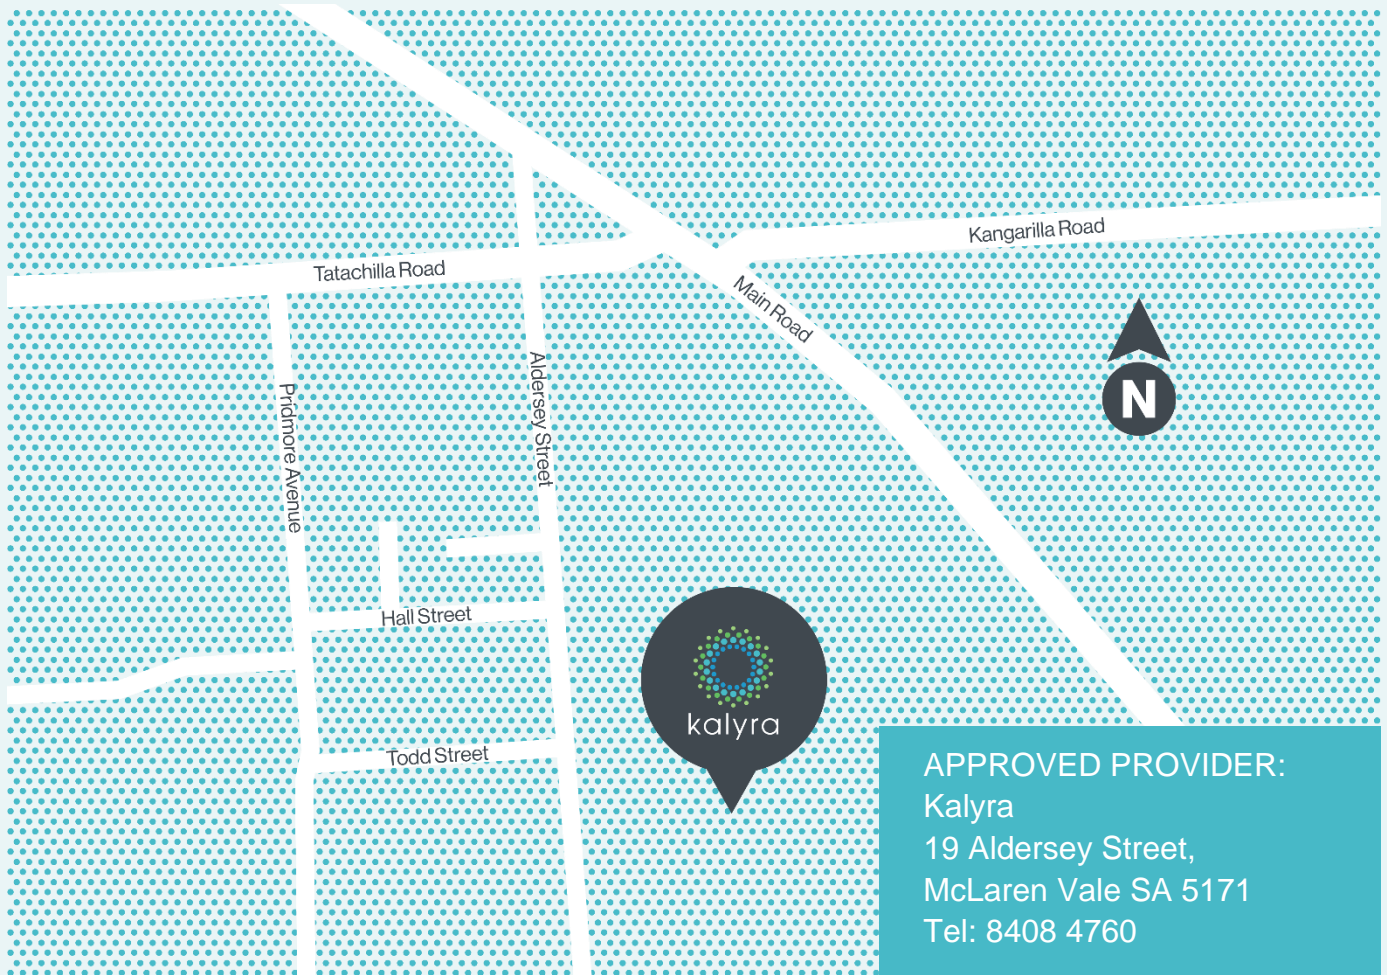 Kangarilla Road
Tatachilla Road
Main Road
Aldersey Street
Pridmore Avenue
N
Hall Street
kalyra
Todd Street
APPROVED PROVIDER:
Kalyra
19 Aldersey Street,
McLaren Vale SA 5171
Tel: 8408 4760